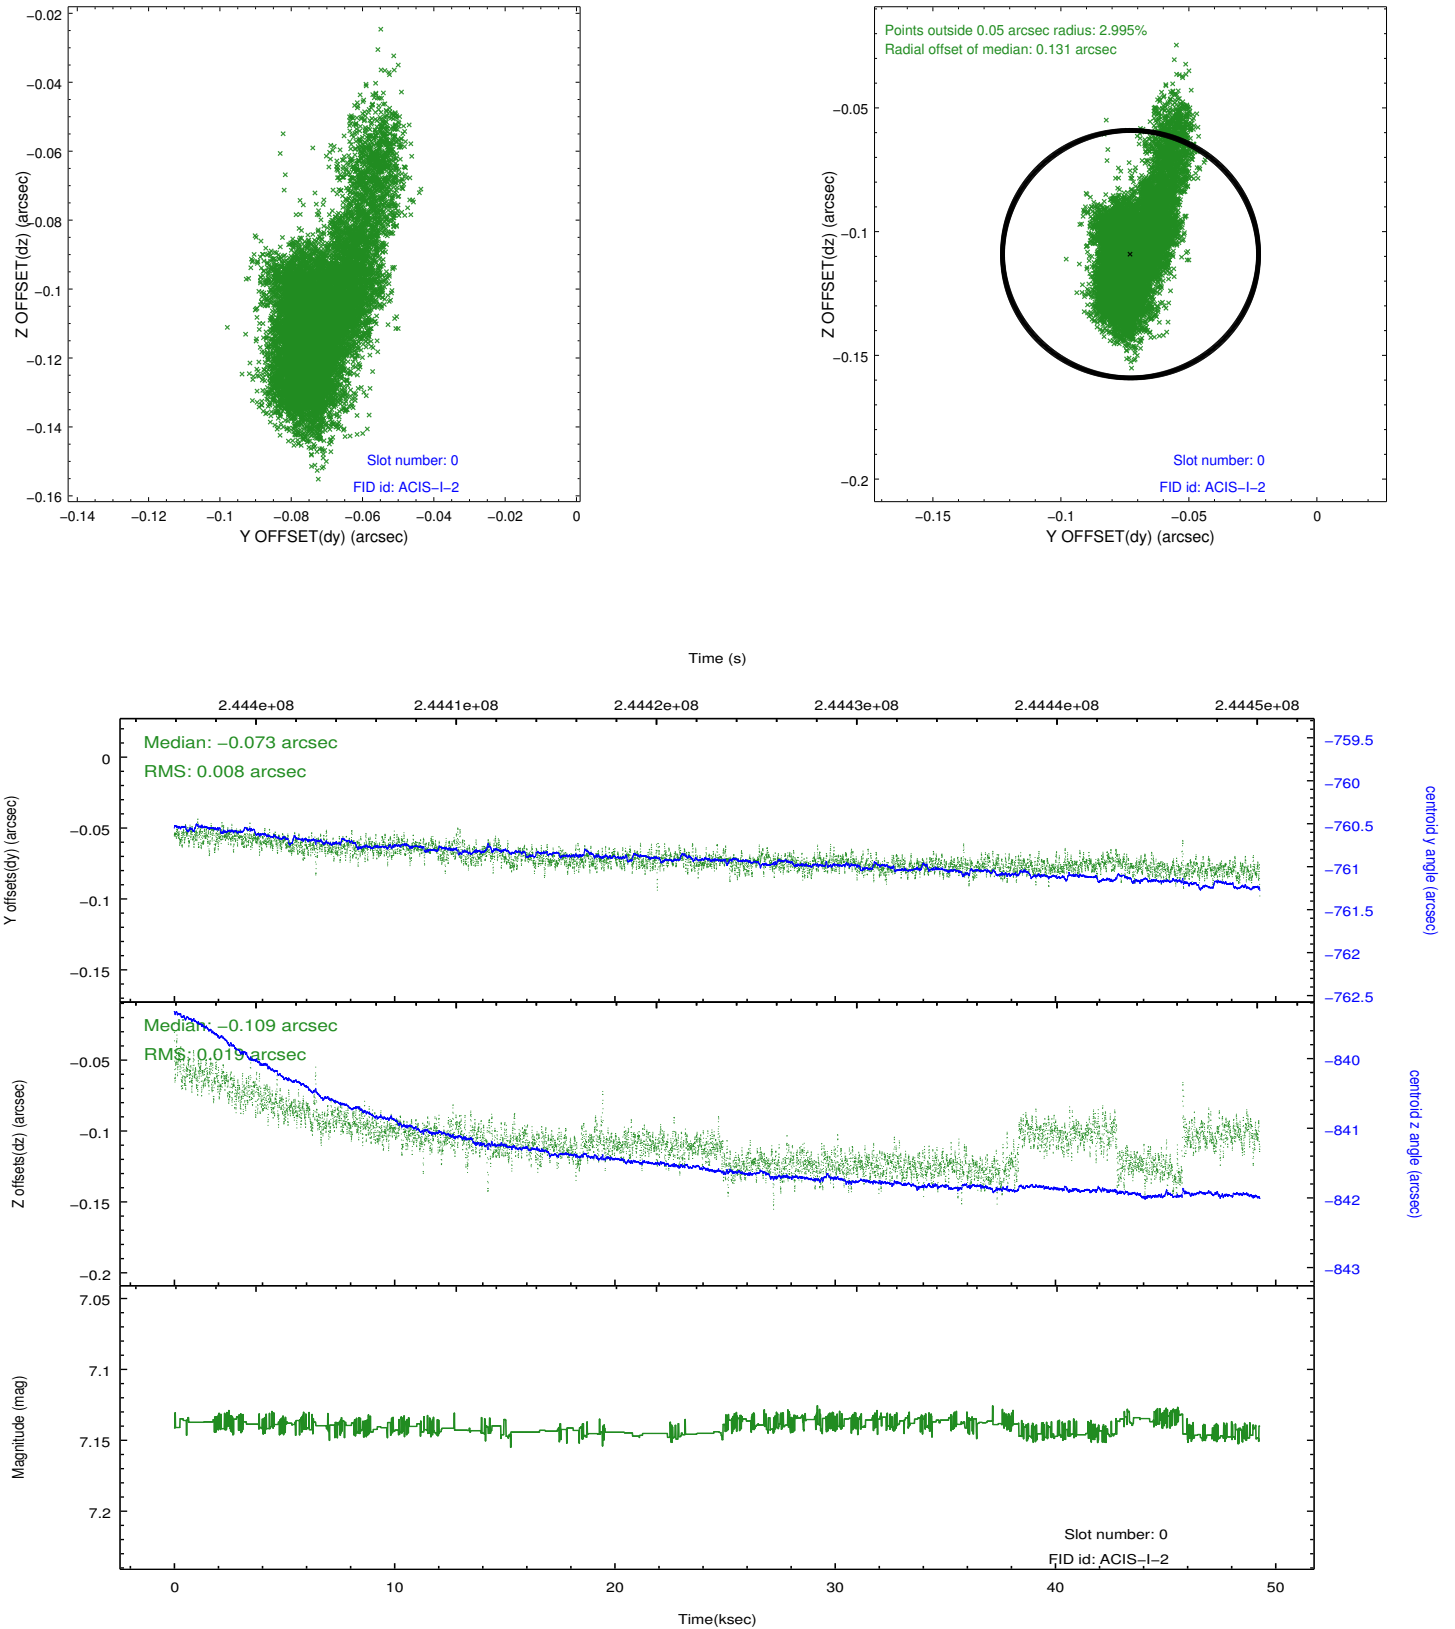 −0.02
−0.04
−0.06
−0.08
−0.1
−0.12
−0.14
−0.16
Z OFFSET(dz) (arcsec)
−0.14
−0.12
−0.1
−0.08
−0.06
−0.04
−0.02
0
Y OFFSET(dy) (arcsec)
Slot number: 0
FID id: ACIS−I−2
Points outside 0.05 arcsec radius: 2.995%
Radial offset of median: 0.131 arcsec
−0.05
−0.1
−0.15
−0.2
Z OFFSET(dz) (arcsec)
Slot number: 0
FID id: ACIS−I−2
−0.15
−0.1
−0.05
0
Y OFFSET(dy) (arcsec)
Time (s)
2.444e+08
2.4441e+08
2.4442e+08
2.4443e+08
2.4444e+08
2.4445e+08
Median: −0.073 arcsec
RMS: 0.008 arcsec
0
−0.05
−0.1
−0.15
Y offsets(dy) (arcsec)
−759.5
−760
−760.5
−761
−761.5
−762
−762.5
centroid y angle (arcsec)
Median: −0.109 arcsec
RMS: 0.019 arcsec
−0.05
−0.1
−0.15
−0.2
Z offsets(dz) (arcsec)
−840
−841
−842
−843
centroid z angle (arcsec)
7.05
7.1
7.15
7.2
Magnitude (mag)
Slot number: 0
FID id: ACIS−I−2
0
10
20
30
40
50
Time(ksec)